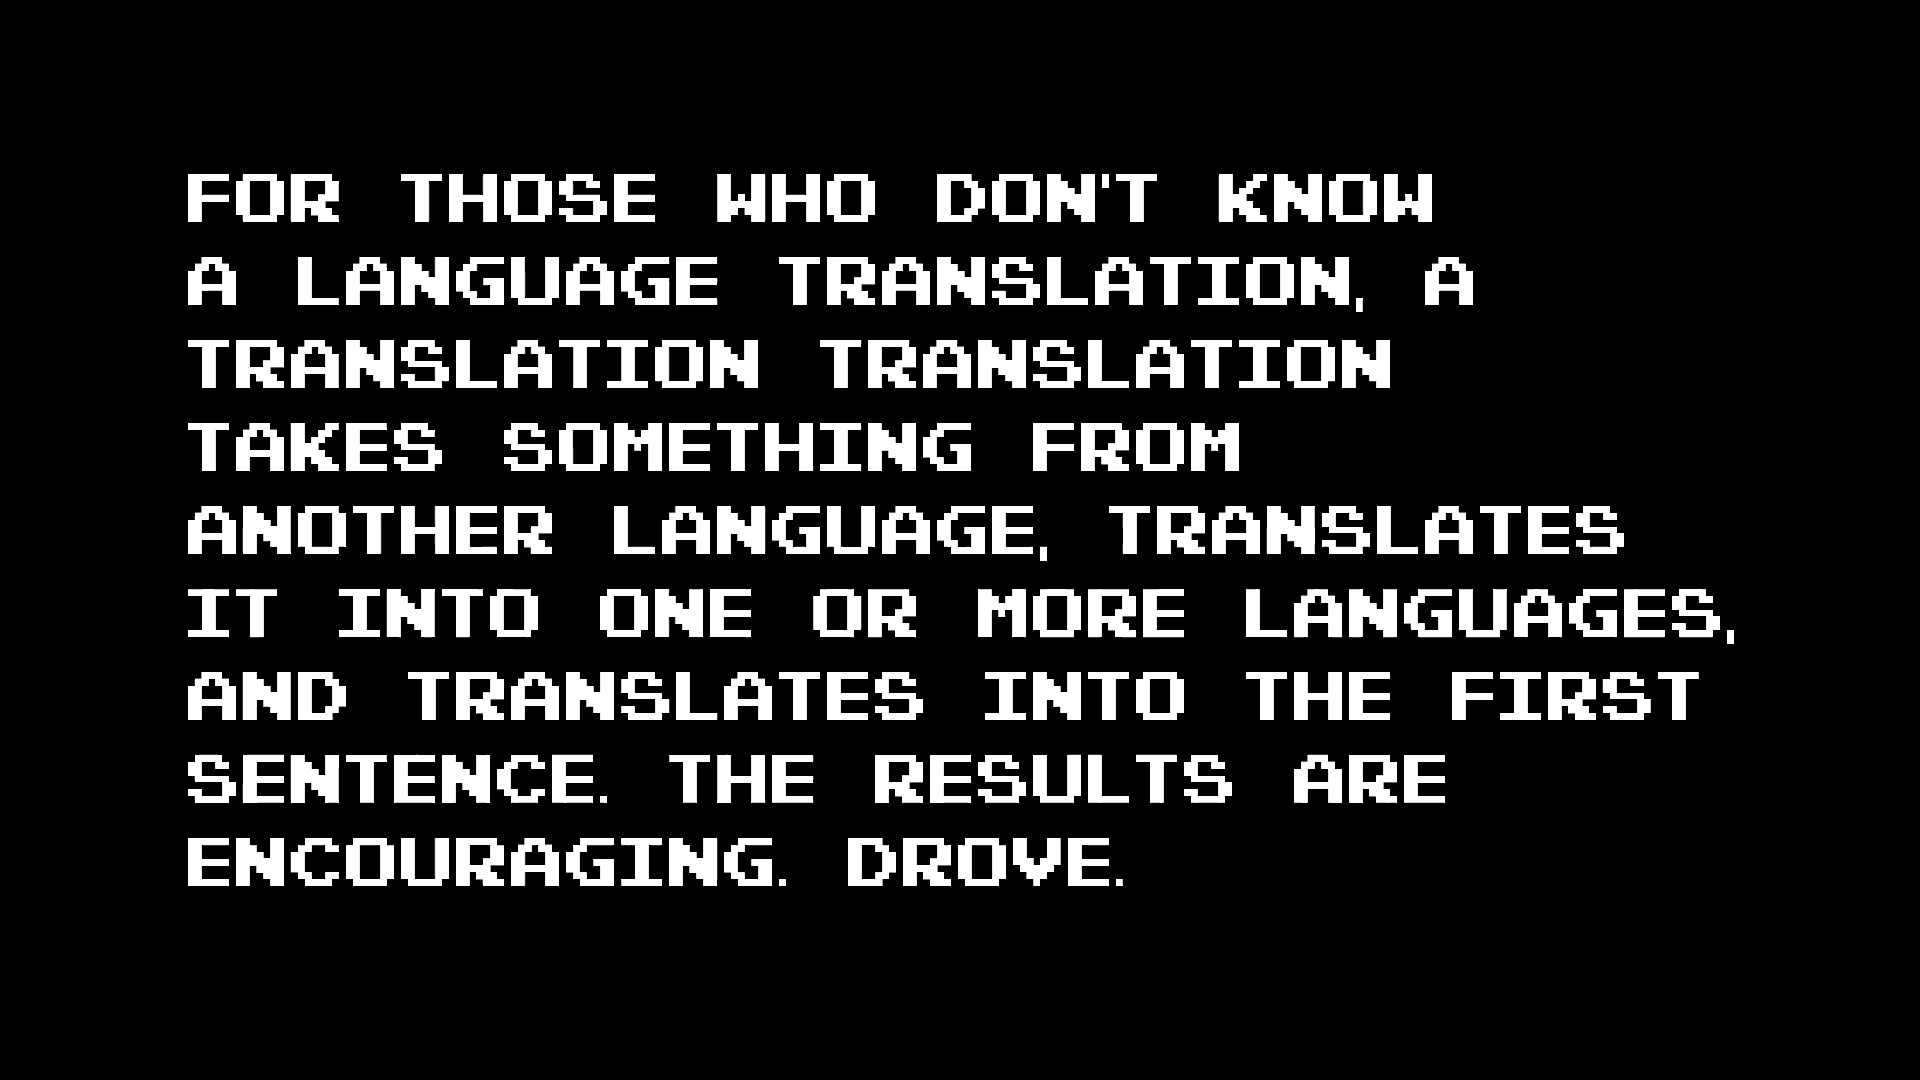 FOR THOSE WHO DON'T KNOW
A LANGUAGE TRANSLATION, A
TRANSLATION TRANSLATION
TAKES SOMETHING FROM
ANOTHER LANGUAGE, TRANSLATES
IT INTO ONE OR MORE LANGUAGES,
AND TRANSLATES INTO THE FIRST
SENTENCE. THE RESULTS ARE
ENCOURAGING. DROVE.